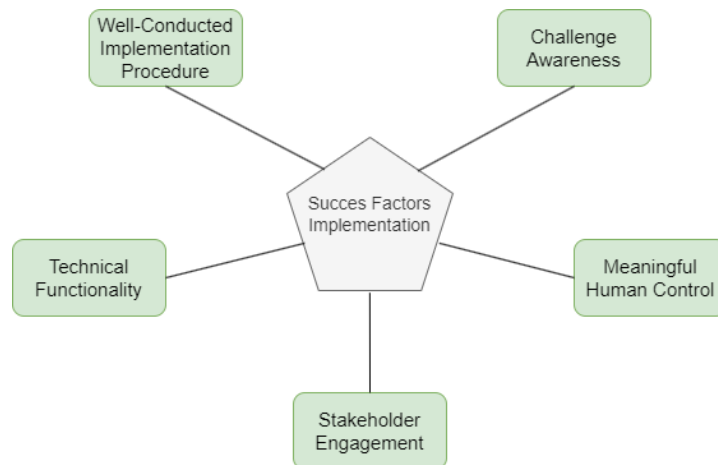 Well-Conducted
Implementation
Procedure
Challenge
Awareness
Succes Factors
Implementation
Technical
Functionality
Meaningful
Human Control
Stakeholder
Engagement